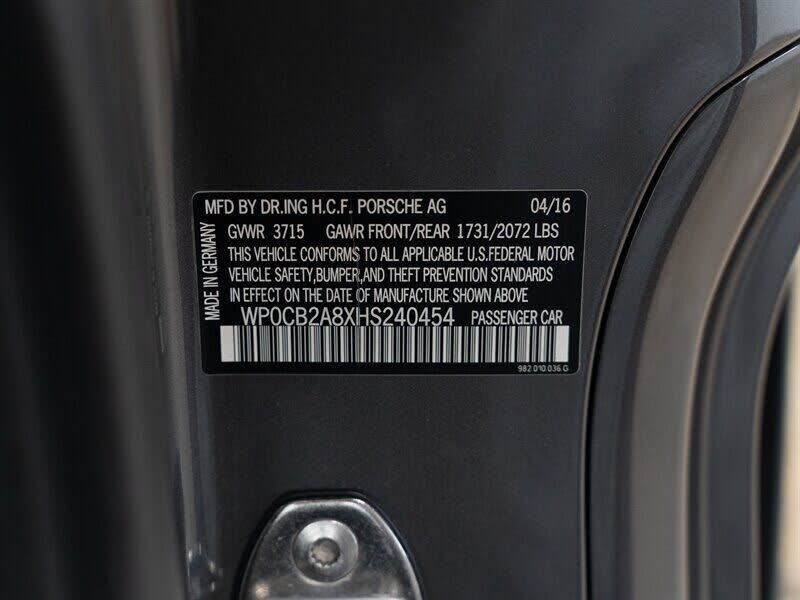 MFD BY DR.ING H.C.F. PORSCHE AG 04/16
MADE IN GERMANY
GVWR 3715 GAWR FRONT/REAR 1731/2072 LBS
THIS VEHICLE CONFORMS TO ALL APPLICABLE U.S.FEDERAL MOTOR
VEHICLE SAFETY,BUMPER,AND THEFT PREVENTION STANDARDS
IN EFFECT ON THE DATE OF MANUFACTURE SHOWN ABOVE
WP0CB2A8XHS240454 PASSENGER CAR
982 010 036 G